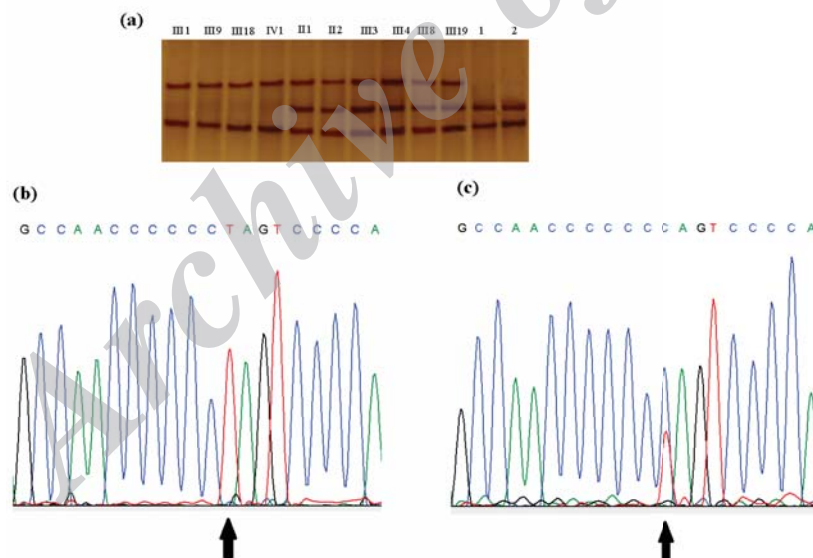 (a)
III1 III9 III18 IV1 II1 II2 III3 III4 III8 III19 1 2
(b)
(c)
G C C A A C C C C C C T A G T C C C C A
G C C A A C C C C C C C A G T C C C C A
Archive